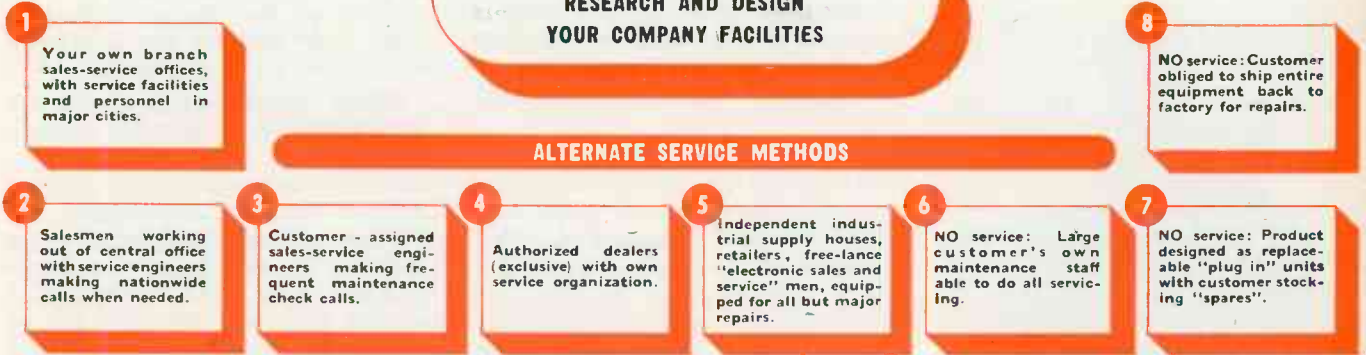 RESEARCH AND DESIGN
YOUR COMPANY FACILITIES
1
Your own branch
sales-service offices,
with service facilities
and personnel in
major cities.
8
NO service: Customer
obliged to ship entire
equipment back to
factory for repairs.
ALTERNATE SERVICE METHODS
2
Salesmen working
out of central office
with service engineers
making nationwide
calls when needed.
3
Customer - assigned
sales-service engi-
neers making fre-
quent maintenance
check calls.
4
Authorized dealers
(exclusive) with own
service organization.
5
Independent indus-
trial supply houses,
retailers, free-lance
"electronic sales and
service" men, equip-
ped for all but major
repairs.
6
NO service: Large
customer's own
maintenance staff
able to do all servic-
ing.
7
NO service: Product
designed as replace-
able "plug in" units
with customer stock-
ing "spares".